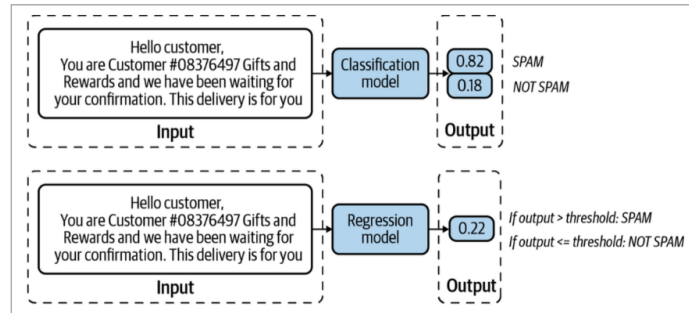 Hello customer,
You are Customer #08376497 Gifts and
Rewards and we have been waiting for
your confirmation. This delivery is for you
Input
Classification
model
0.82
SPAM
0.18
NOT SPAM
Output
Hello customer,
You are Customer #08376497 Gifts and
Rewards and we have been waiting for
your confirmation. This delivery is for you
Input
Regression
model
0.22
If output > threshold: SPAM
If output <= threshold: NOT SPAM
Output